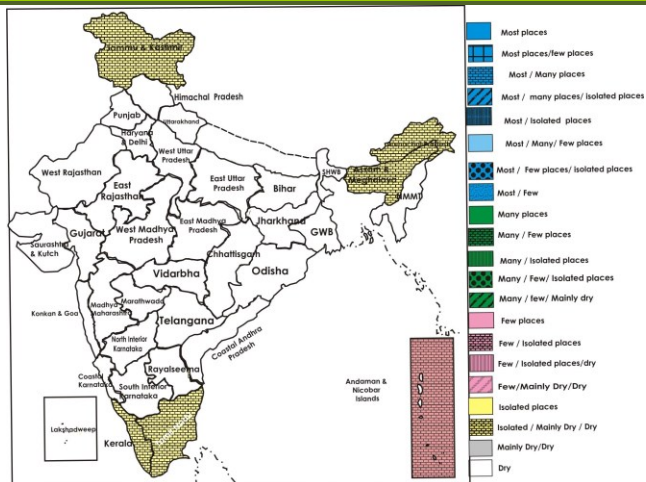 Jammu & Kashmir
Himachal Pradesh
Punjab
Uttarakhand
Haryana
& Delhi
West Uttar
Pradesh
West Rajasthan
East
Rajasthan
East Uttar
Pradesh
Bihar
SHWB
Assam &
NMMT
Saurashtra
& Kutch
Gujarat
West Madhya
Pradesh
East Madhya
Pradesh
Jharkhand
GWB
Chhattisgarh
Odisha
Vidarbha
Konkan & Goa
Madhya
Maharashtra
Marathwada
Telangana
North Interior
Karnataka
Coastal Andhra
Pradesh
Rayalseema
Coastal
Karnataka
South Interior
Karnataka
Andaman &
Nicobar
Islands
Lakshpdweep
Kerala
Most places
Most places/few places
Most / Many places
Most / many places/ isolated places
Most / Isolated places
Most / Many/ Few places
Most / Few places/ isolated places
Most / Few
Many places
Many / Few places
Many / Isolated places
Many / Few/ Isolated places
Many / few/ Mainly dry
Few places
Few / Isolated places
Few / Isolated places/dry
Few/Mainly Dry/Dry
Isolated places
Isolated / Mainly Dry / Dry
Mainly Dry/Dry
Dry